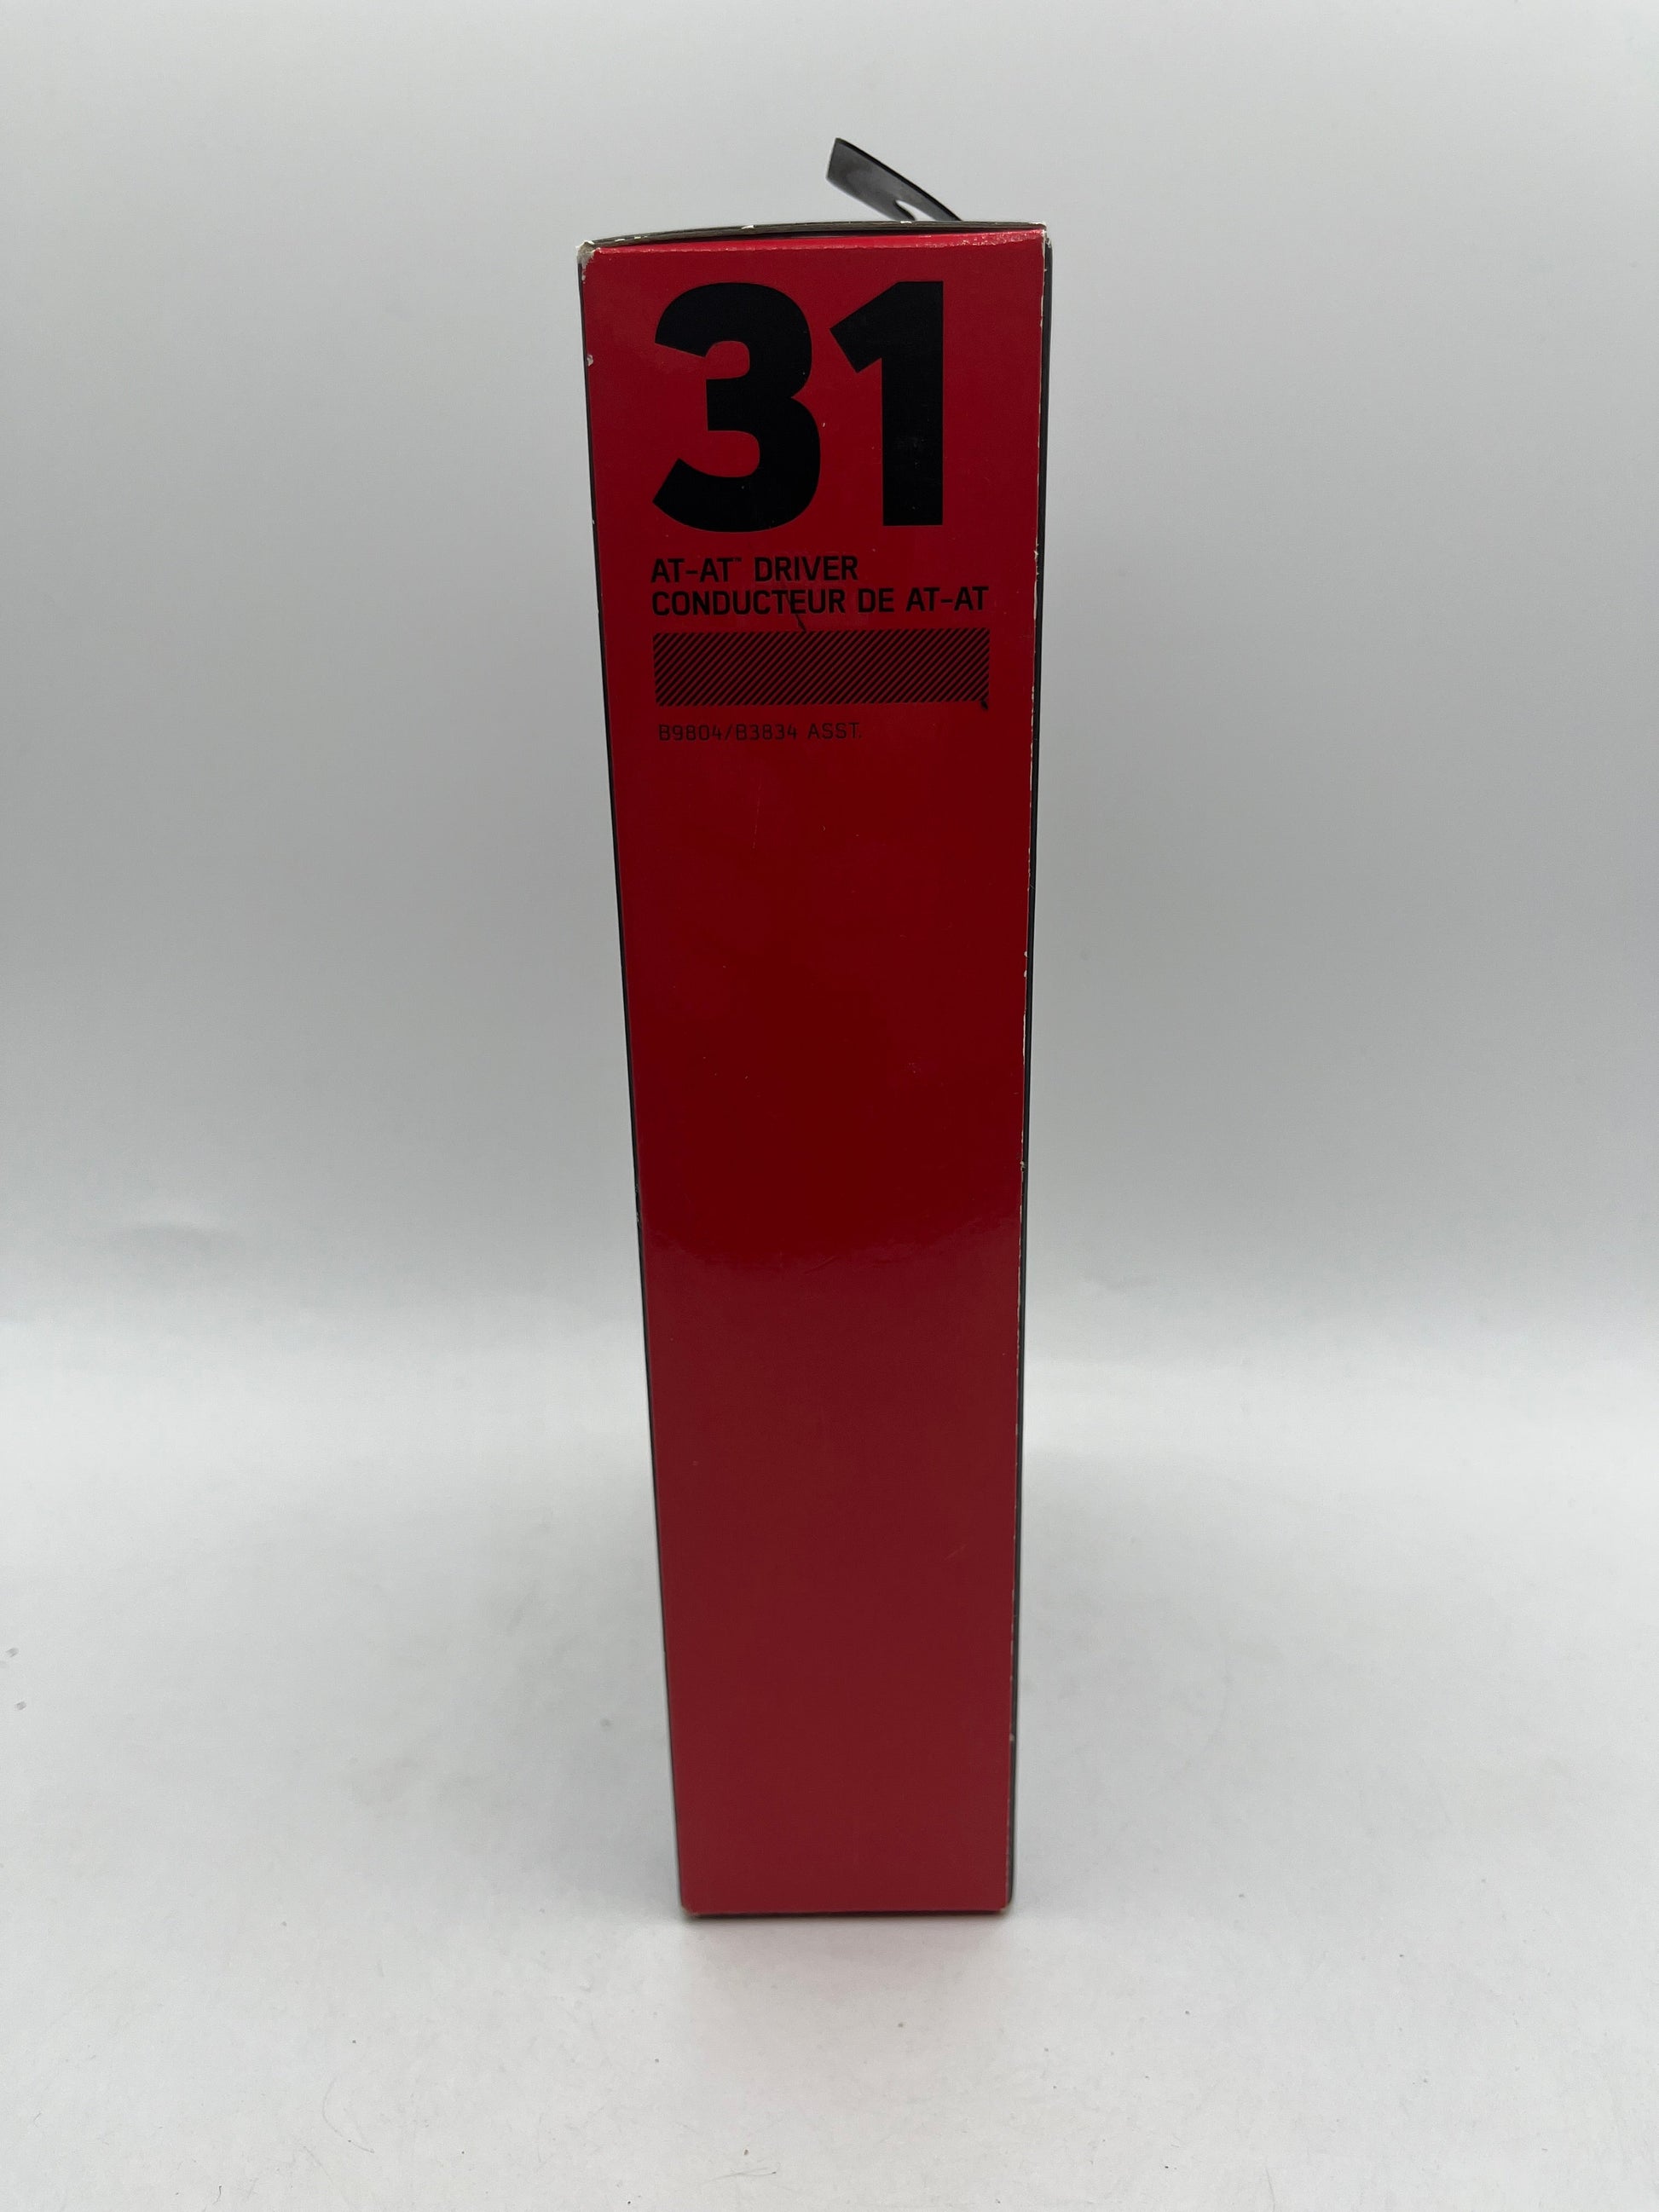 31
AT-AT™ DRIVER
CONDUCTEUR DE AT-AT
B9804/B3834 ASST.